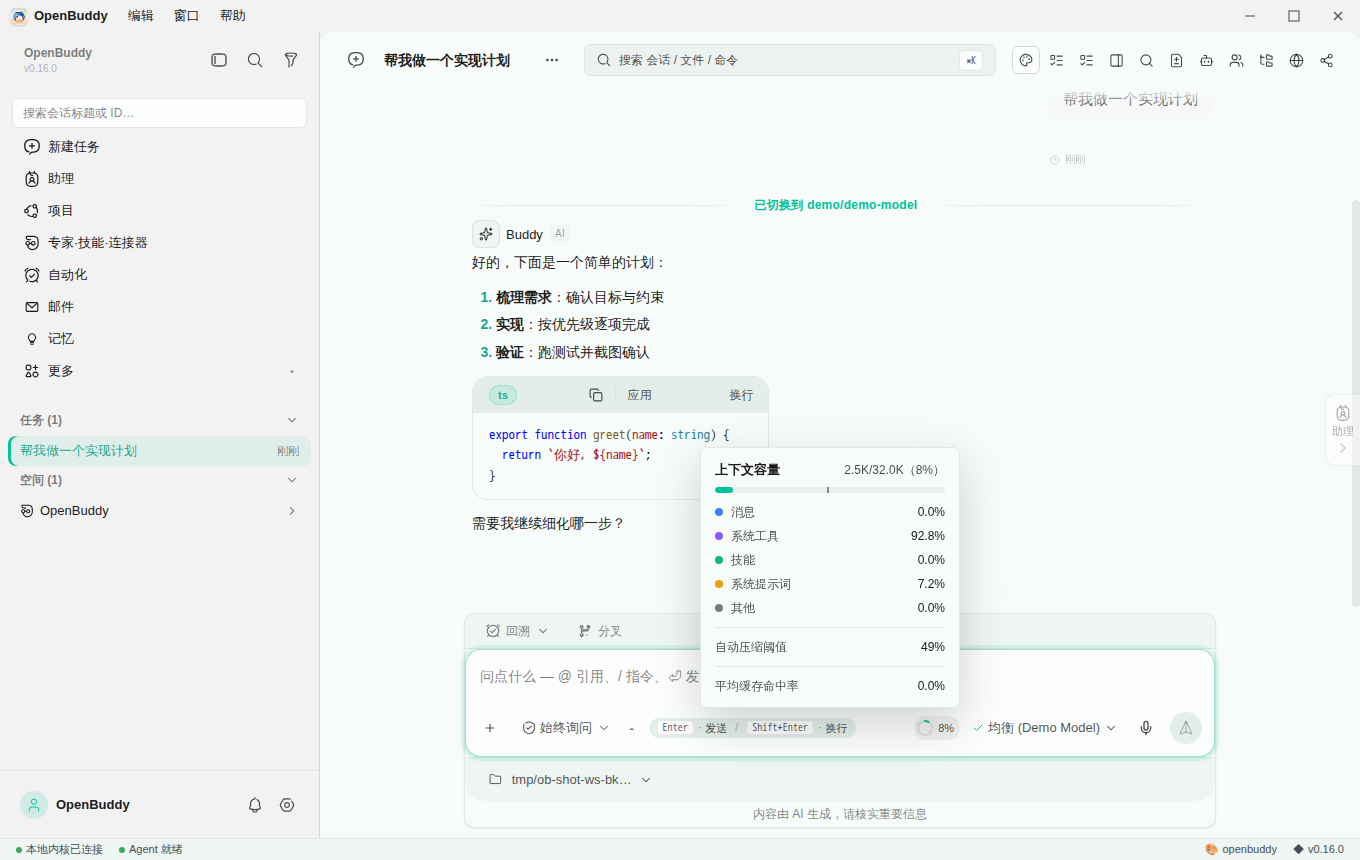 OpenBuddy 编辑 窗口 帮助
OpenBuddy
v0.16.0
搜索会话标题或 ID…
新建任务
助理
项目
专家·技能·连接器
自动化
邮件
记忆
更多
任务 (1)
帮我做一个实现计划 刚刚
空间 (1)
OpenBuddy
OpenBuddy
帮我做一个实现计划
搜索 会话 / 文件 / 命令 ⌘K
帮我做一个实现计划
刚刚
已切换到 demo/demo-model
Buddy AI
好的，下面是一个简单的计划：
1. 梳理需求：确认目标与约束
2. 实现：按优先级逐项完成
3. 验证：跑测试并截图确认
ts 应用 换行
export function greet(name: string) {
return `你好, ${name}`;
}
需要我继续细化哪一步？
上下文容量 2.5K/32.0K（8%）
消息 0.0%
系统工具 92.8%
技能 0.0%
系统提示词 7.2%
其他 0.0%
自动压缩阈值 49%
平均缓存命中率 0.0%
助理
回溯 分叉
问点什么 — @ 引用、/ 指令、⏎ 发
始终询问 Enter · 发送 / Shift+Enter · 换行 8% 均衡 (Demo Model)
tmp/ob-shot-ws-bk…
内容由 AI 生成，请核实重要信息
本地内核已连接 Agent 就绪 openbuddy v0.16.0